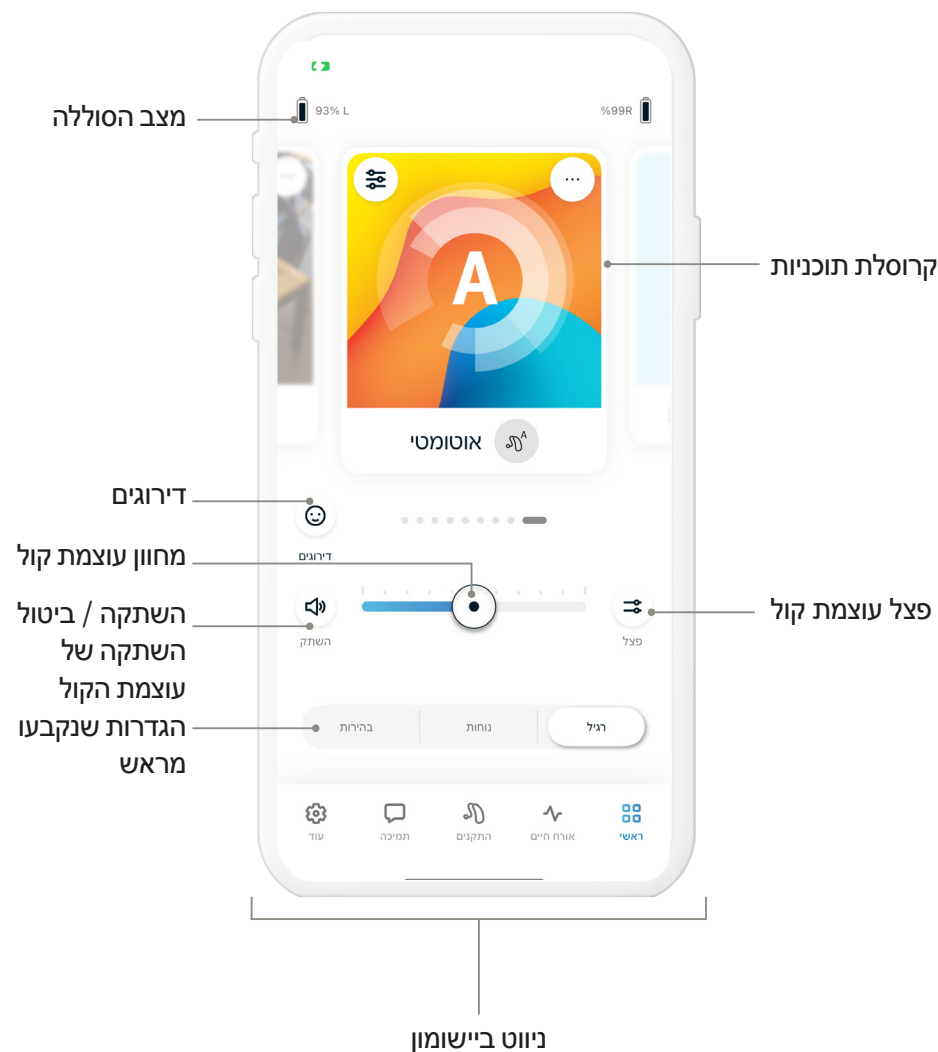 93% L
%99R
מצב הסוללה
A
קרוסלת תוכניות
A
אוטומטי
דירוגים
דירוגים
מחוון עוצמת קול
השתקה / ביטול
השתקה של
עוצמת הקול
פצל עוצמת קול
השתק
פצל
הגדרות שנקבעו
מראש
רגיל
נוחות
בהירות
ראשי
אורח חיים
התקנים
תמיכה
עוד
ניווט ביישומון